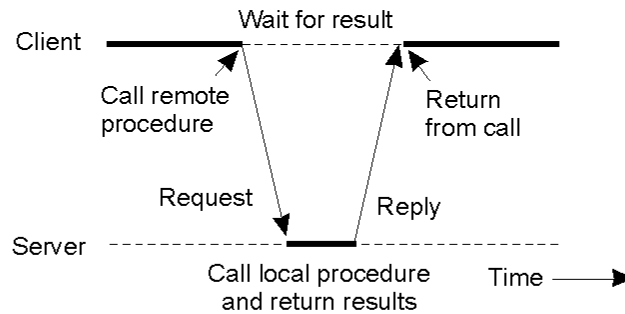 Wait for result
Client
Call remote
procedure
Return
from call
Request
Reply
Server
Call local procedure
and return results
Time